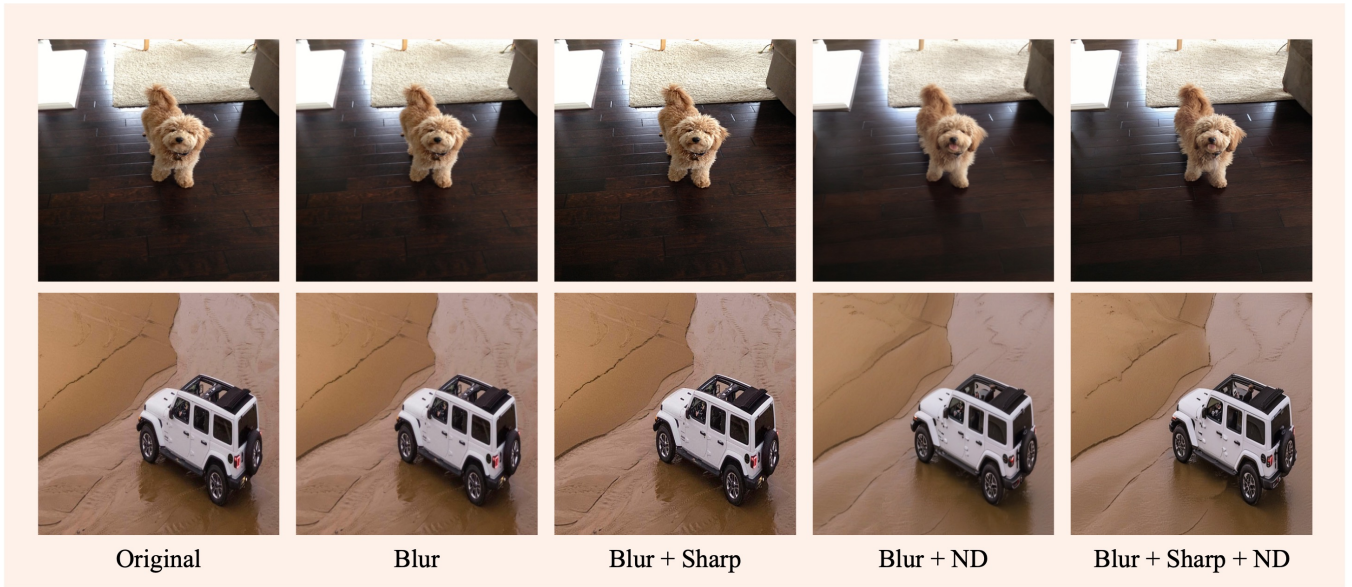 Original
Blur
Blur + Sharp
Blur + ND
Blur + Sharp + ND